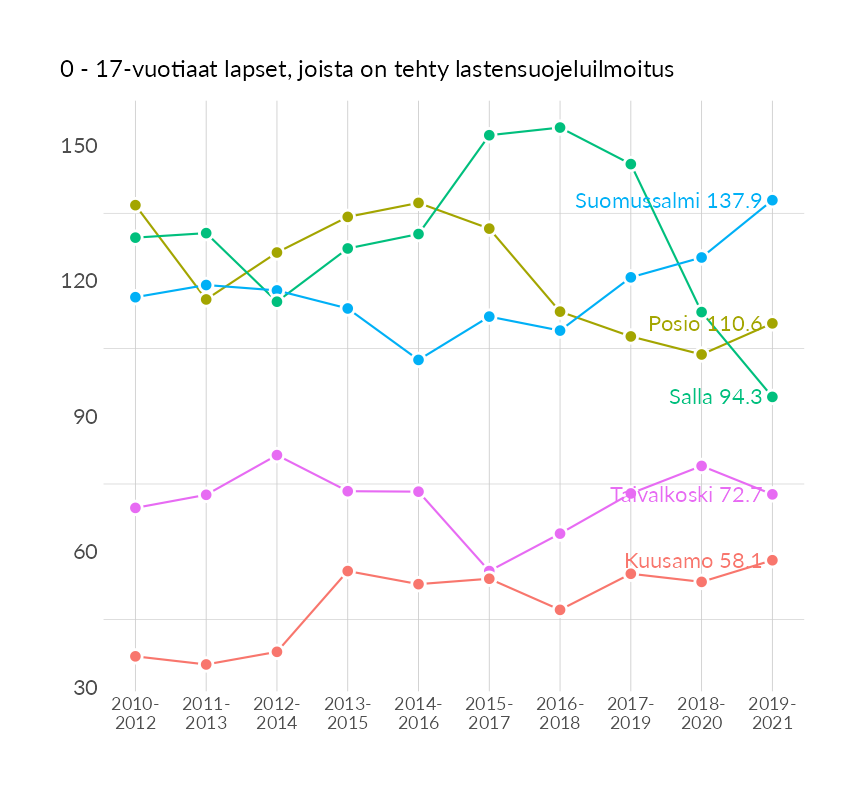 0 - 17-vuotiaat lapset, joista on tehty lastensuojeluilmoitus
150
Suomussalmi 137.9
120
Posio 110.6
90
Salla 94.3
Taivalkoski 72.7
60
Kuusamo 58.1
30
2010- 2011- 2012- 2013- 2014- 2015- 2016- 2017- 2018- 2019-
2012 2013 2014 2015 2016 2017 2018 2019 2020 2021